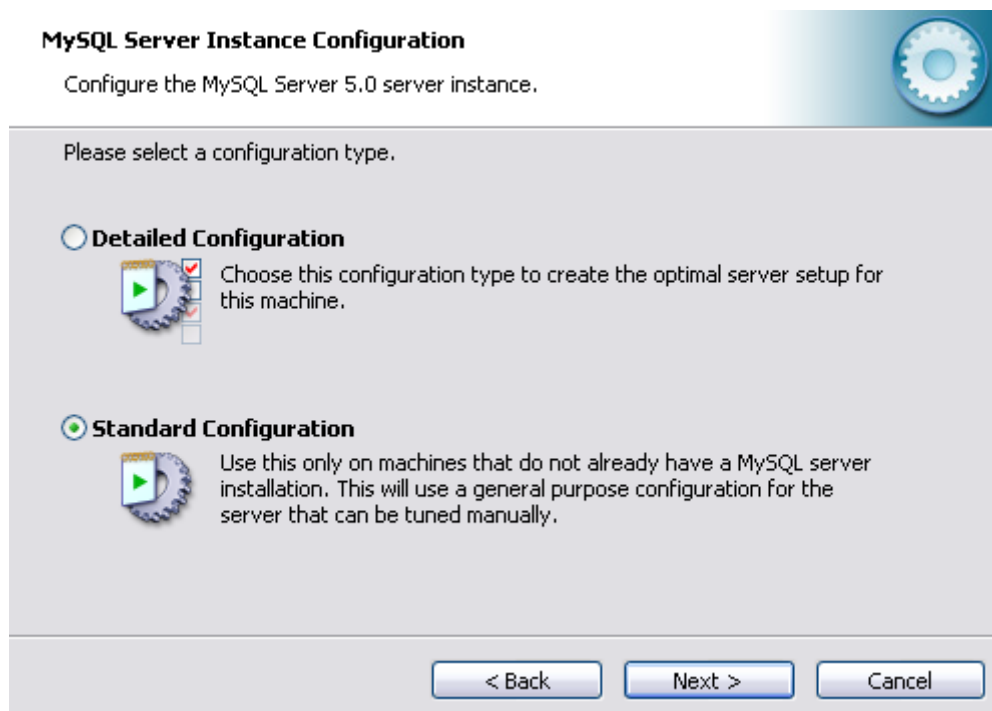 MySQL Server Instance Configuration
Configure the MySQL Server 5.0 server instance.
Please select a configuration type.
Detailed Configuration
Choose this configuration type to create the optimal server setup for
this machine.
Standard Configuration
Use this only on machines that do not already have a MySQL server
installation. This will use a general purpose configuration for the
server that can be tuned manually.
< Back
Next >
Cancel